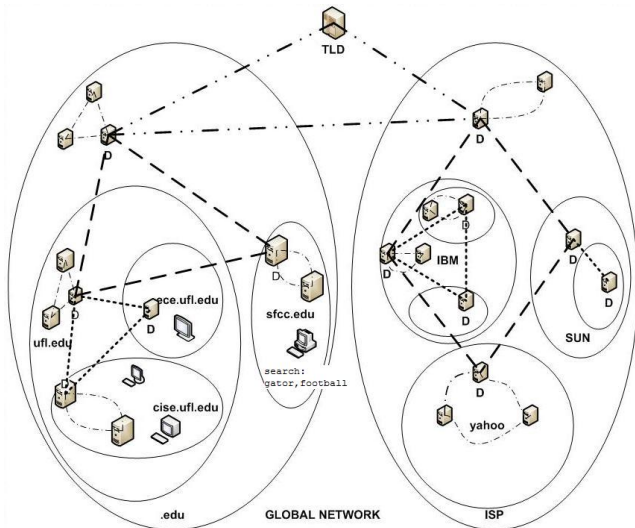 TLD
D
D
D
IBM
D
D
D
ece.ufl.edu
D
D
D
sfcc.edu
D
D
ufl.edu
SUN
search:
gator,football
D
D
cise.ufl.edu
yahoo
.edu
GLOBAL NETWORK
ISP